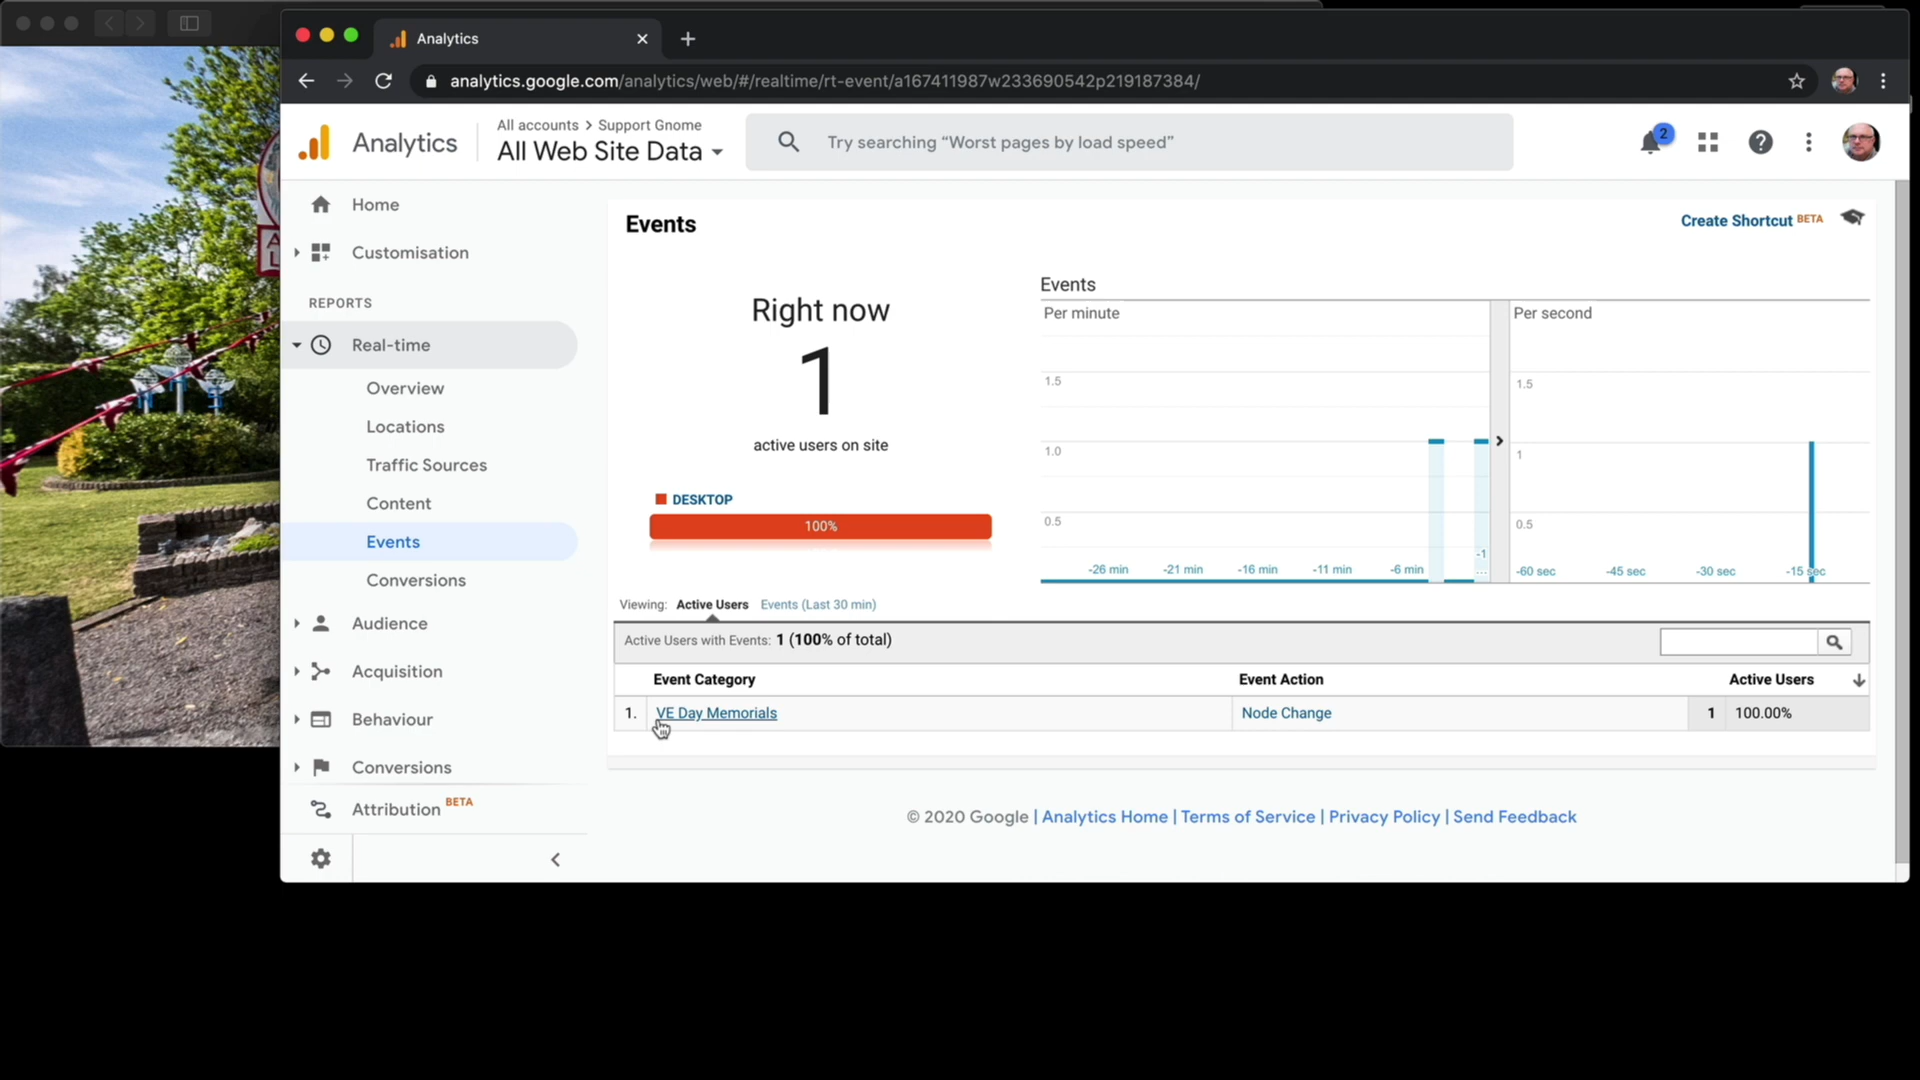 Analytics
analytics.google.com/analytics/web/#/realtime/rt-event/a167411987w233690542p219187384/
Analytics
All accounts > Support Gnome
All Web Site Data
Try searching “Worst pages by load speed”
2
Home
Customisation
REPORTS
Real-time
Overview
Locations
Traffic Sources
Content
Events
Conversions
Audience
Acquisition
Behaviour
Conversions
Attribution BETA
Events
Create Shortcut BETA
Right now
1
active users on site
DESKTOP
100%
Events
Per minute
1.5
1.0
0.5
-26 min -21 min -16 min -11 min -6 min -1
...
Per second
1.5
1
0.5
-60 sec -45 sec -30 sec -15 sec
Viewing: Active Users Events (Last 30 min)
Active Users with Events: 1 (100% of total)
Event Category Event Action Active Users
1. VE Day Memorials Node Change 1 100.00%
© 2020 Google | Analytics Home | Terms of Service | Privacy Policy | Send Feedback